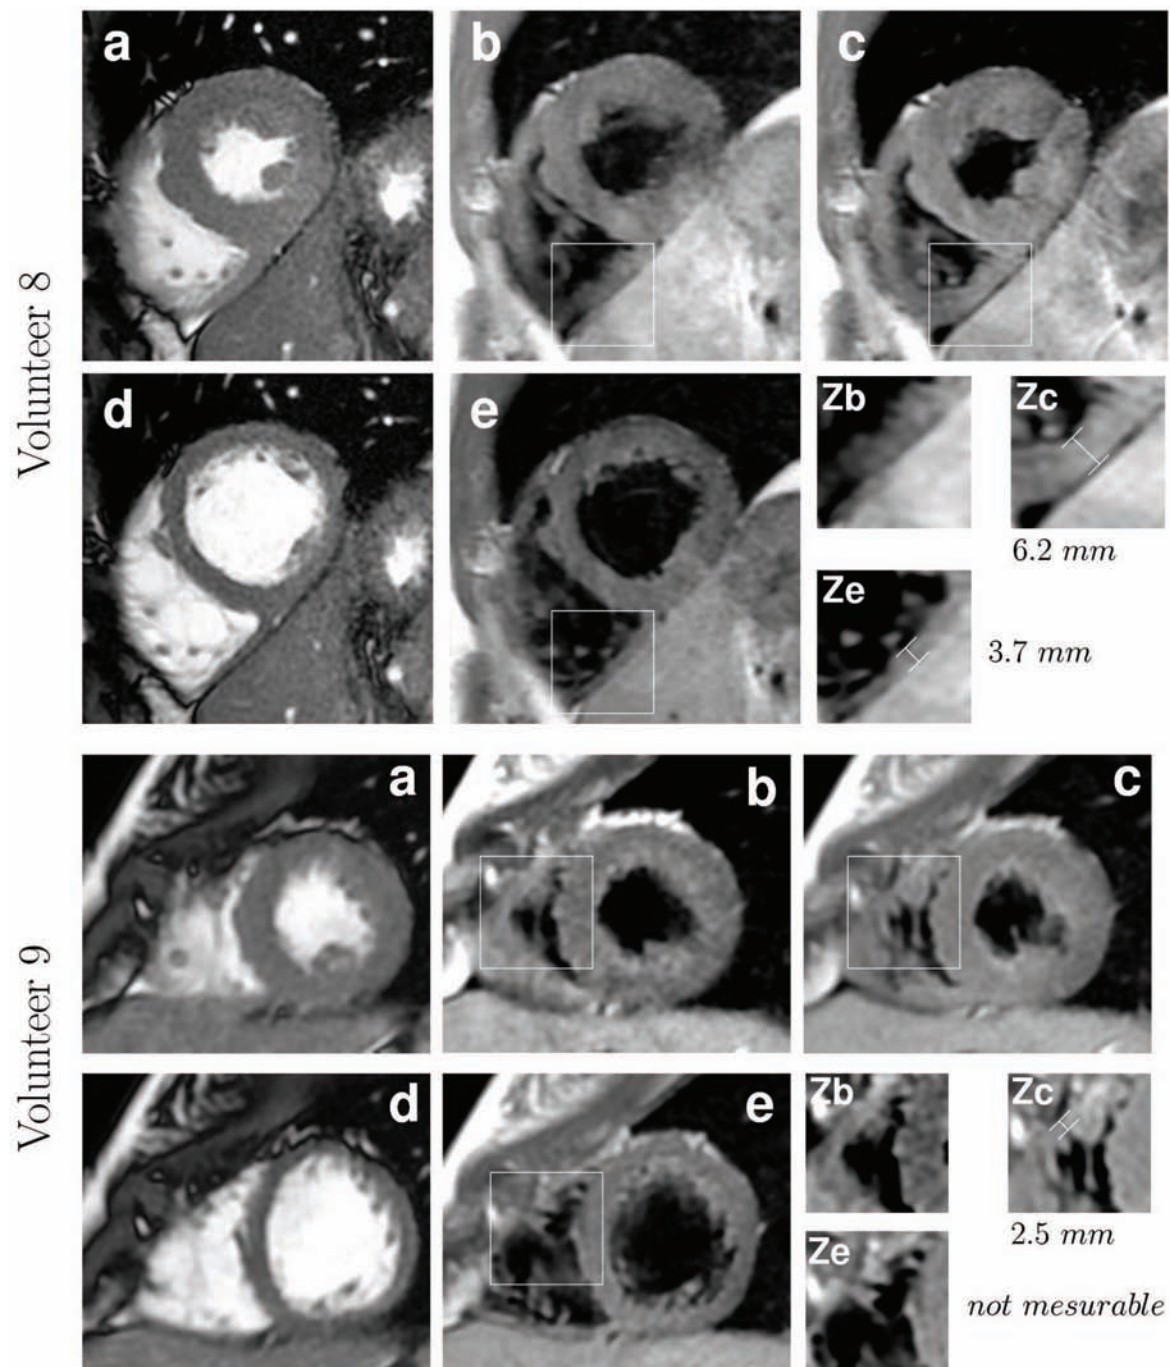 Volunteer 8
a
b
c
d
e
Zb
Zc
6.2 mm
Ze
3.7 mm
Volunteer 9
a
b
c
d
e
Zb
Zc
2.5 mm
Ze
not mesurable